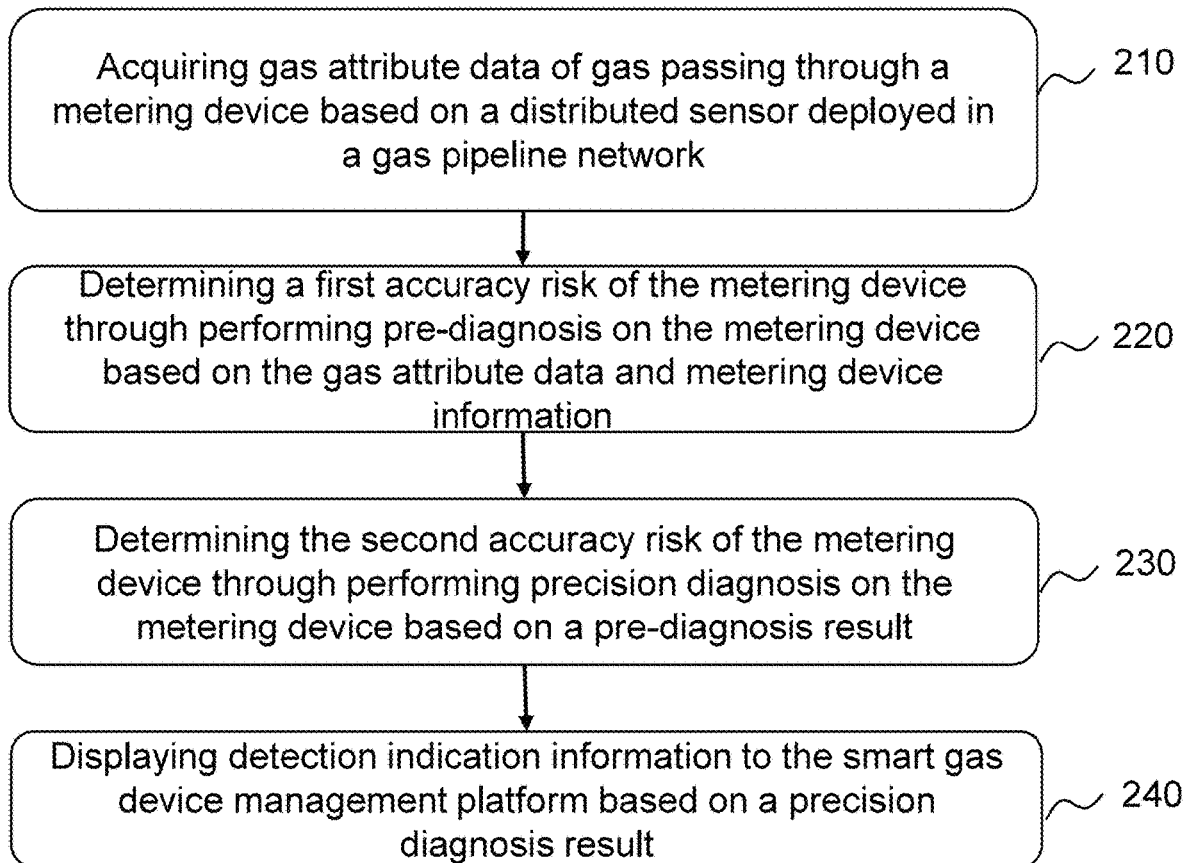 Acquiring gas attribute data of gas passing through a
metering device based on a distributed sensor deployed in
a gas pipeline network
210
Determining a first accuracy risk of the metering device
through performing pre-diagnosis on the metering device
based on the gas attribute data and metering device
information
220
Determining the second accuracy risk of the metering
device through performing precision diagnosis on the
metering device based on a pre-diagnosis result
230
Displaying detection indication information to the smart gas
device management platform based on a precision
diagnosis result
240